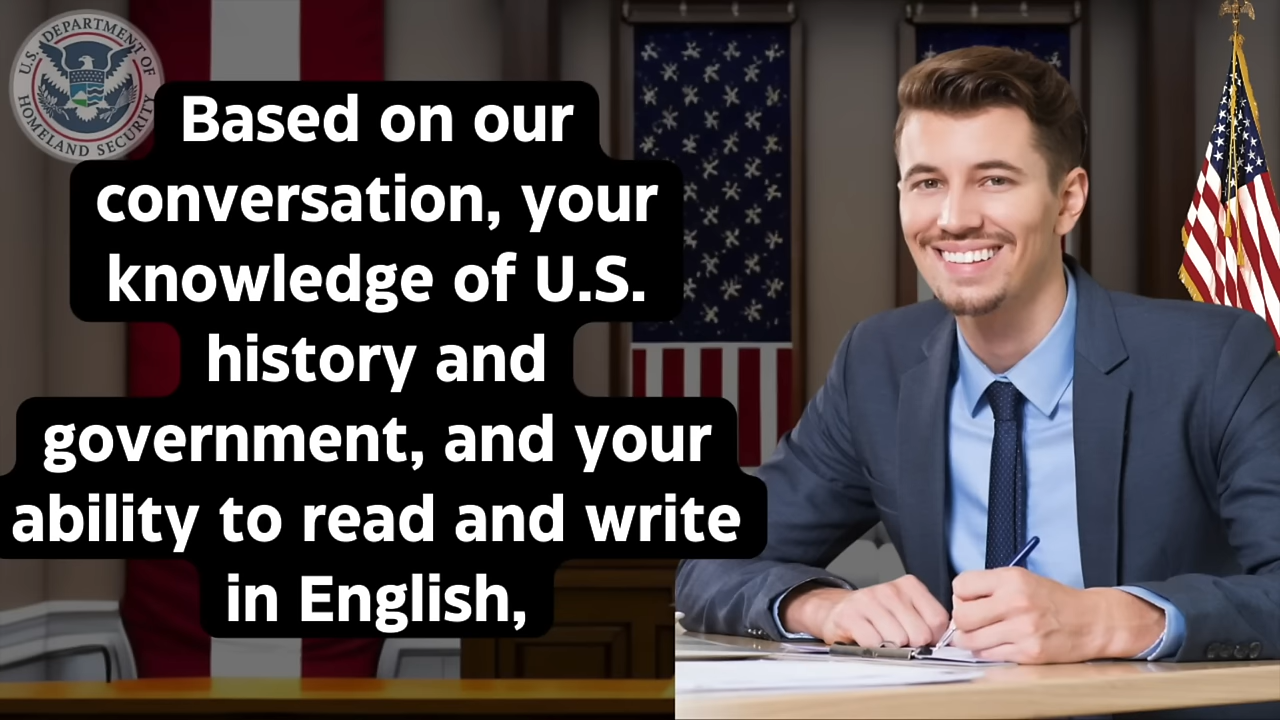 U.S. DEPARTMENT OF
HOMELAND SECURITY
Based on our
conversation, your
knowledge of U.S.
history and
government, and your
ability to read and write
in English,